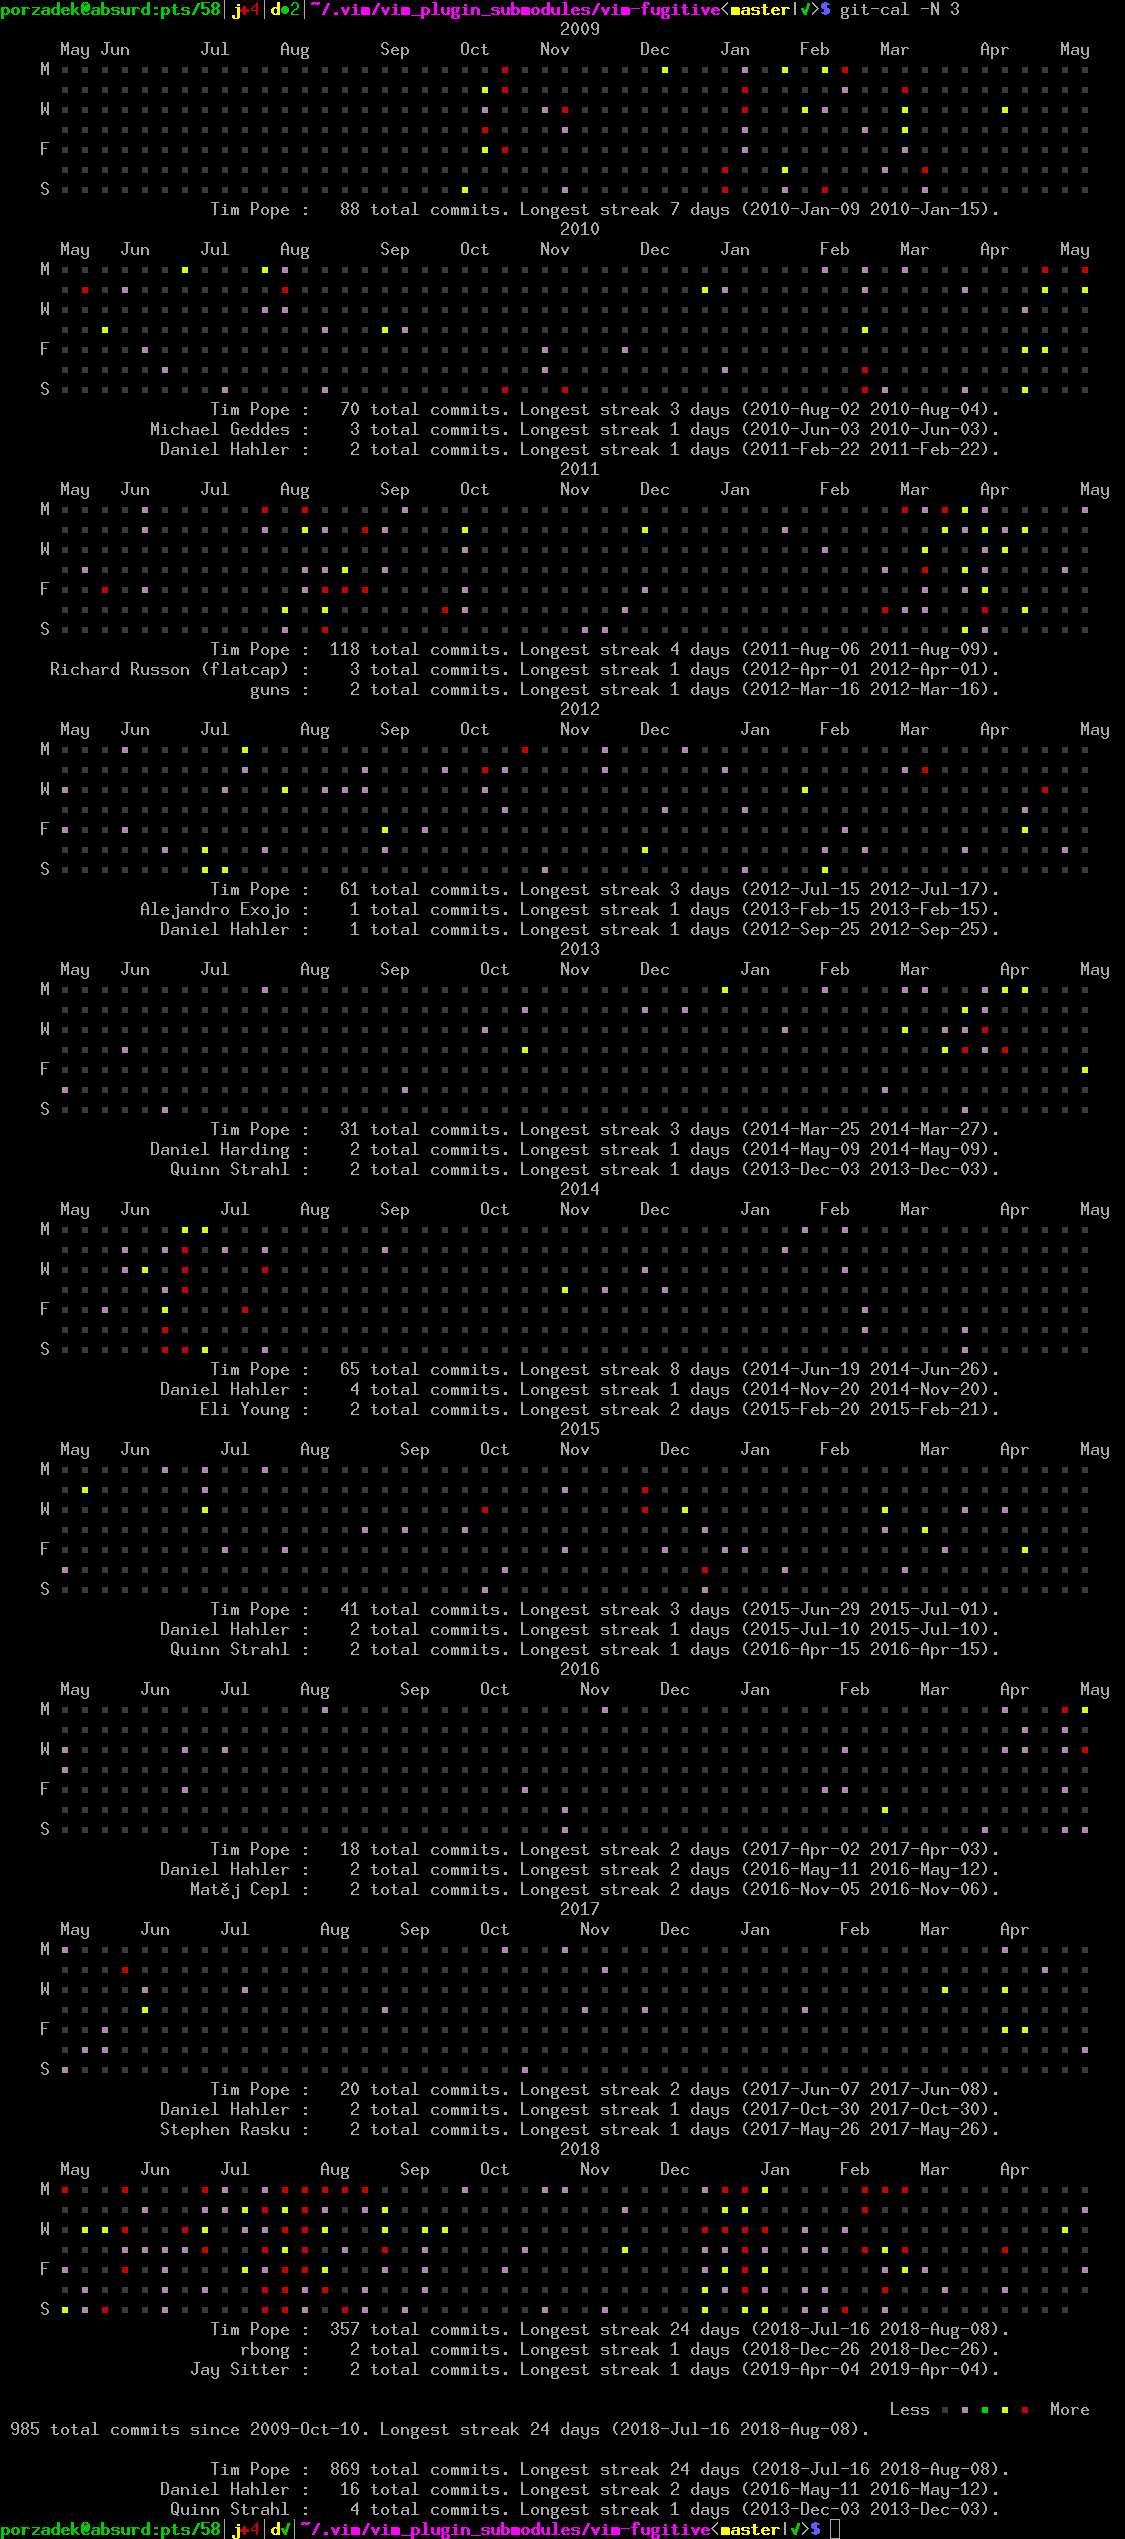 porzadek@absurd:pts/58|j+4|d●2|~/.vim/vim_plugin_submodules/vim-fugitive<master|√>$ git-cal -N 3
2009
May Jun Jul Aug Sep Oct Nov Dec Jan Feb Mar Apr May
M
W
F
S
Tim Pope : 88 total commits. Longest streak 7 days (2010-Jan-09 2010-Jan-15).
2010
May Jun Jul Aug Sep Oct Nov Dec Jan Feb Mar Apr May
M
W
F
S
Tim Pope : 70 total commits. Longest streak 3 days (2010-Aug-02 2010-Aug-04).
Michael Geddes : 3 total commits. Longest streak 1 days (2010-Jun-03 2010-Jun-03).
Daniel Hahler : 2 total commits. Longest streak 1 days (2011-Feb-22 2011-Feb-22).
2011
May Jun Jul Aug Sep Oct Nov Dec Jan Feb Mar Apr May
M
W
F
S
Tim Pope : 118 total commits. Longest streak 4 days (2011-Aug-06 2011-Aug-09).
Richard Russon (flatcap) : 3 total commits. Longest streak 1 days (2012-Apr-01 2012-Apr-01).
guns : 2 total commits. Longest streak 1 days (2012-Mar-16 2012-Mar-16).
2012
May Jun Jul Aug Sep Oct Nov Dec Jan Feb Mar Apr May
M
W
F
S
Tim Pope : 61 total commits. Longest streak 3 days (2012-Jul-15 2012-Jul-17).
Alejandro Exojo : 1 total commits. Longest streak 1 days (2013-Feb-15 2013-Feb-15).
Daniel Hahler : 1 total commits. Longest streak 1 days (2012-Sep-25 2012-Sep-25).
2013
May Jun Jul Aug Sep Oct Nov Dec Jan Feb Mar Apr May
M
W
F
S
Tim Pope : 31 total commits. Longest streak 3 days (2014-Mar-25 2014-Mar-27).
Daniel Harding : 2 total commits. Longest streak 1 days (2014-May-09 2014-May-09).
Quinn Strahl : 2 total commits. Longest streak 1 days (2013-Dec-03 2013-Dec-03).
2014
May Jun Jul Aug Sep Oct Nov Dec Jan Feb Mar Apr May
M
W
F
S
Tim Pope : 65 total commits. Longest streak 8 days (2014-Jun-19 2014-Jun-26).
Daniel Hahler : 4 total commits. Longest streak 1 days (2014-Nov-20 2014-Nov-20).
Eli Young : 2 total commits. Longest streak 2 days (2015-Feb-20 2015-Feb-21).
2015
May Jun Jul Aug Sep Oct Nov Dec Jan Feb Mar Apr May
M
W
F
S
Tim Pope : 41 total commits. Longest streak 3 days (2015-Jun-29 2015-Jul-01).
Daniel Hahler : 2 total commits. Longest streak 1 days (2015-Jul-10 2015-Jul-10).
Quinn Strahl : 2 total commits. Longest streak 1 days (2016-Apr-15 2016-Apr-15).
2016
May Jun Jul Aug Sep Oct Nov Dec Jan Feb Mar Apr May
M
W
F
S
Tim Pope : 18 total commits. Longest streak 2 days (2017-Apr-02 2017-Apr-03).
Daniel Hahler : 2 total commits. Longest streak 2 days (2016-May-11 2016-May-12).
Matěj Cepl : 2 total commits. Longest streak 2 days (2016-Nov-05 2016-Nov-06).
2017
May Jun Jul Aug Sep Oct Nov Dec Jan Feb Mar Apr
M
W
F
S
Tim Pope : 20 total commits. Longest streak 2 days (2017-Jun-07 2017-Jun-08).
Daniel Hahler : 2 total commits. Longest streak 1 days (2017-Oct-30 2017-Oct-30).
Stephen Rasku : 2 total commits. Longest streak 1 days (2017-May-26 2017-May-26).
2018
May Jun Jul Aug Sep Oct Nov Dec Jan Feb Mar Apr
M
W
F
S
Tim Pope : 357 total commits. Longest streak 24 days (2018-Jul-16 2018-Aug-08).
rbong : 2 total commits. Longest streak 1 days (2018-Dec-26 2018-Dec-26).
Jay Sitter : 2 total commits. Longest streak 1 days (2019-Apr-04 2019-Apr-04).
Less More
985 total commits since 2009-Oct-10. Longest streak 24 days (2018-Jul-16 2018-Aug-08).
Tim Pope : 869 total commits. Longest streak 24 days (2018-Jul-16 2018-Aug-08).
Daniel Hahler : 16 total commits. Longest streak 2 days (2016-May-11 2016-May-12).
Quinn Strahl : 4 total commits. Longest streak 1 days (2013-Dec-03 2013-Dec-03).
porzadek@absurd:pts/58|j+4|d√|~/.vim/vim_plugin_submodules/vim-fugitive<master|√>$